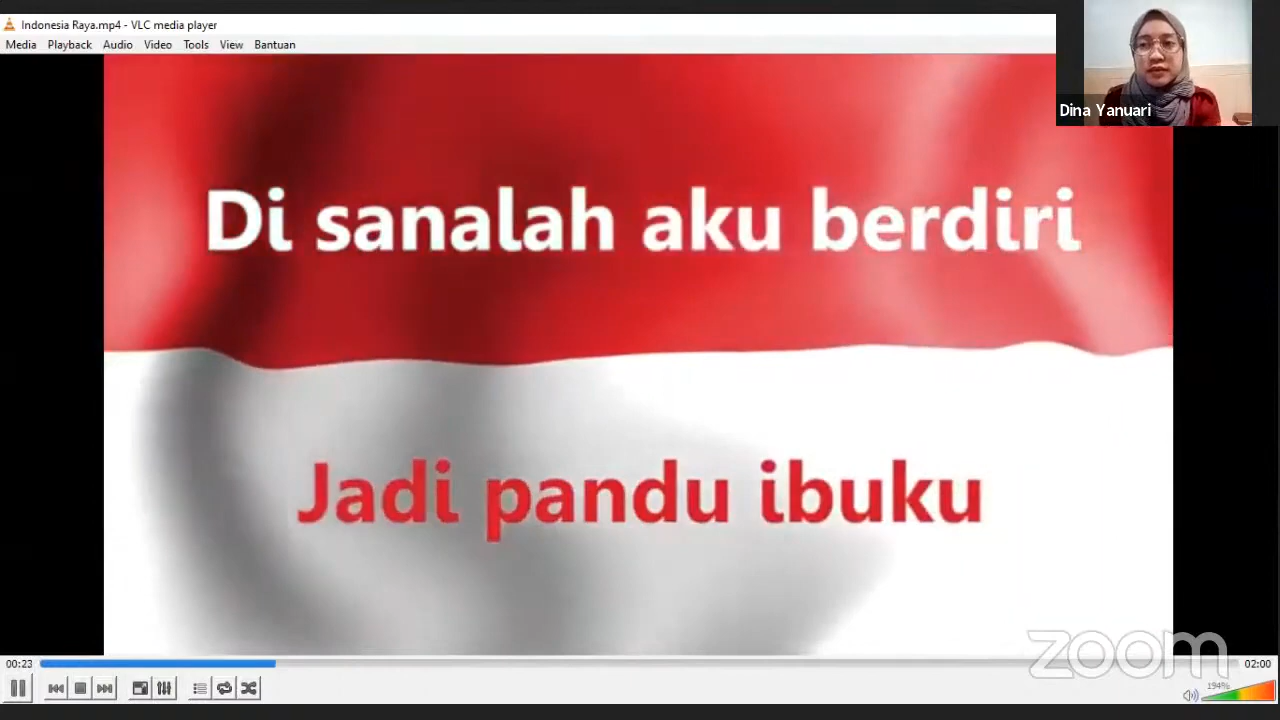 Indonesia Raya.mp4 - VLC media player
Media Playback Audio Video Tools View Bantuan
Dina Yanuari
Di sanalah aku berdiri
Jadi pandu ibuku
zoom
00:23
02:00
194%